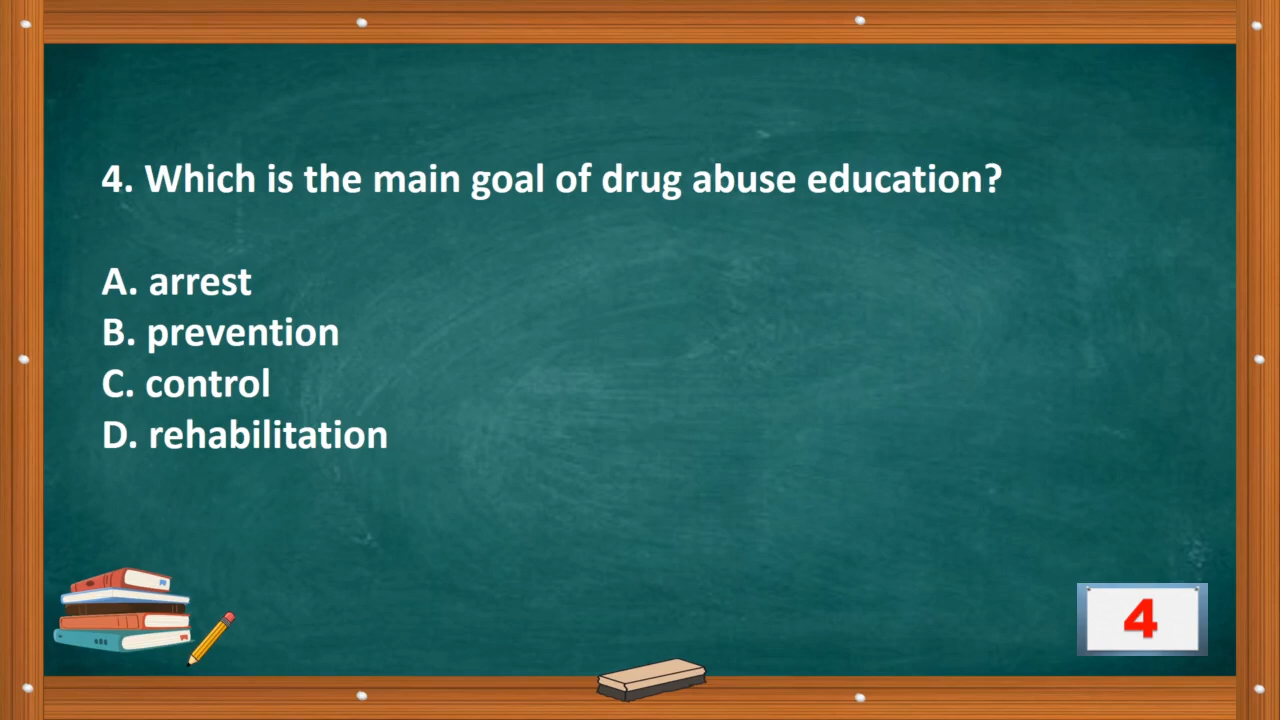 4. Which is the main goal of drug abuse education?
A. arrest
B. prevention
C. control
D. rehabilitation
4